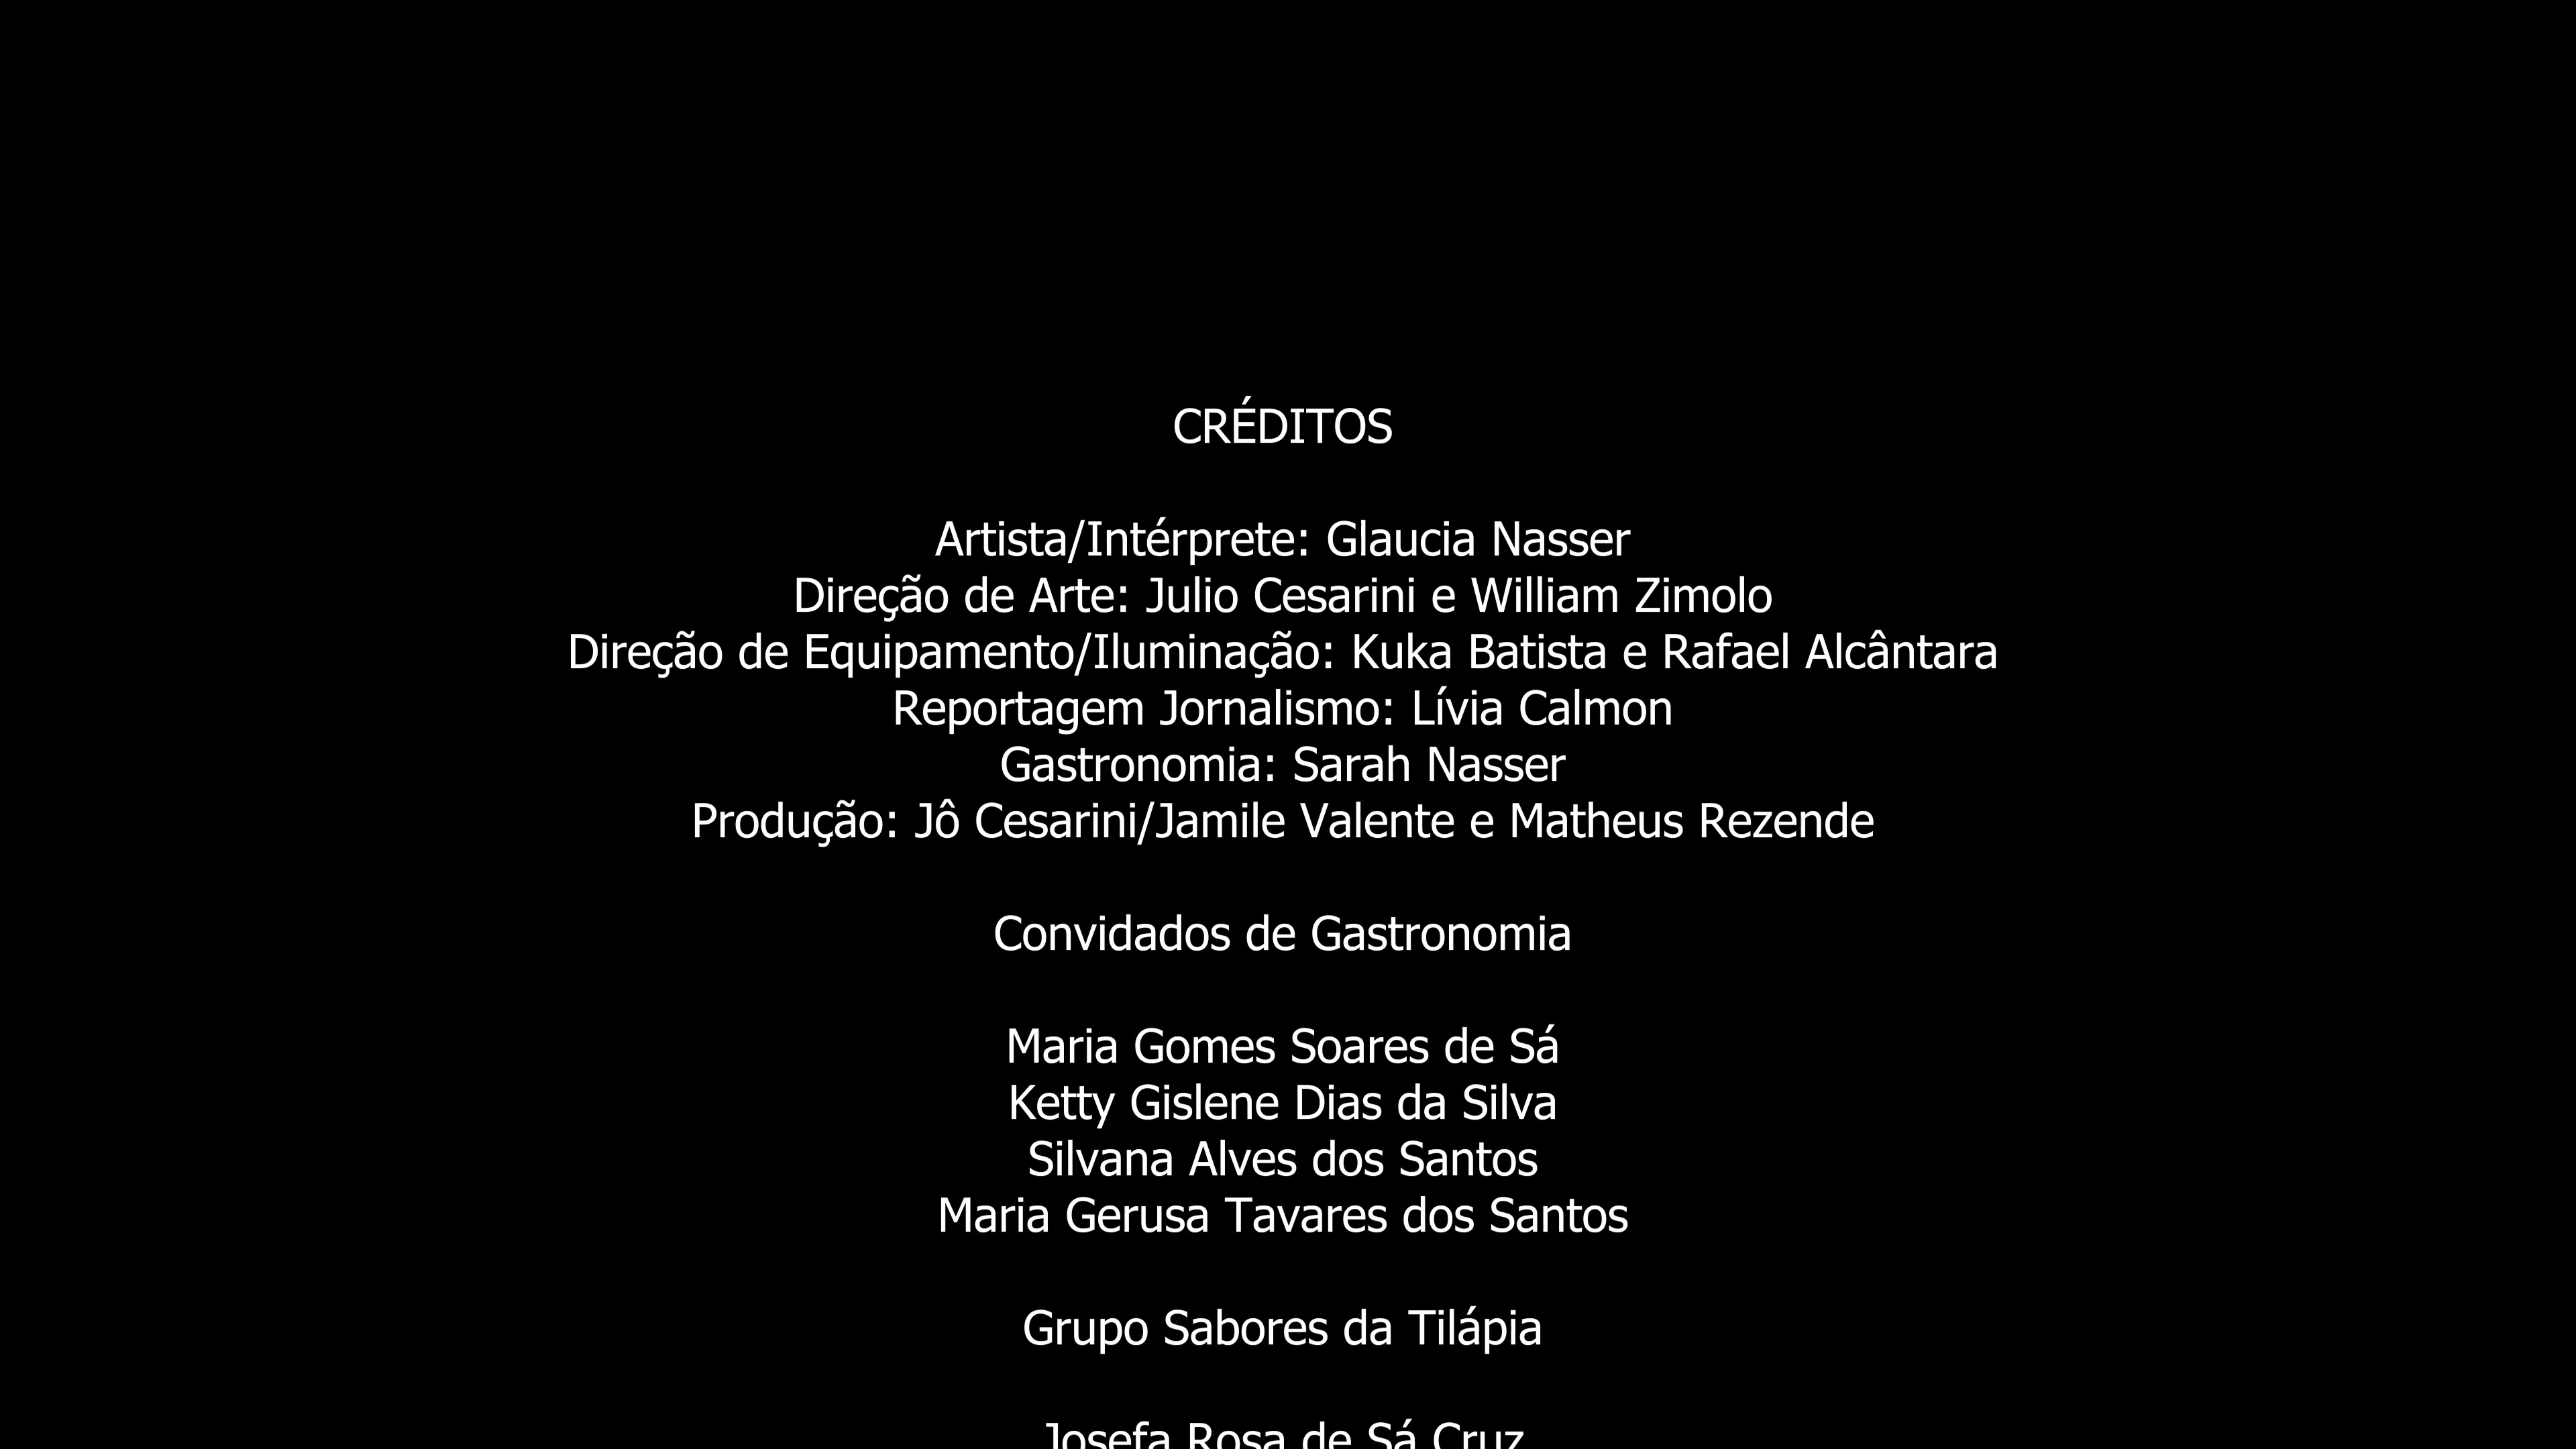 CRÉDITOS
Artista/Intérprete: Glaucia Nasser
Direção de Arte: Julio Cesarini e William Zimolo
Direção de Equipamento/Iluminação: Kuka Batista e Rafael Alcântara
Reportagem Jornalismo: Lívia Calmon
Gastronomia: Sarah Nasser
Produção: Jô Cesarini/Jamile Valente e Matheus Rezende
Convidados de Gastronomia
Maria Gomes Soares de Sá
Ketty Gislene Dias da Silva
Silvana Alves dos Santos
Maria Gerusa Tavares dos Santos
Grupo Sabores da Tilápia
Josefa Rosa de Sá Cruz